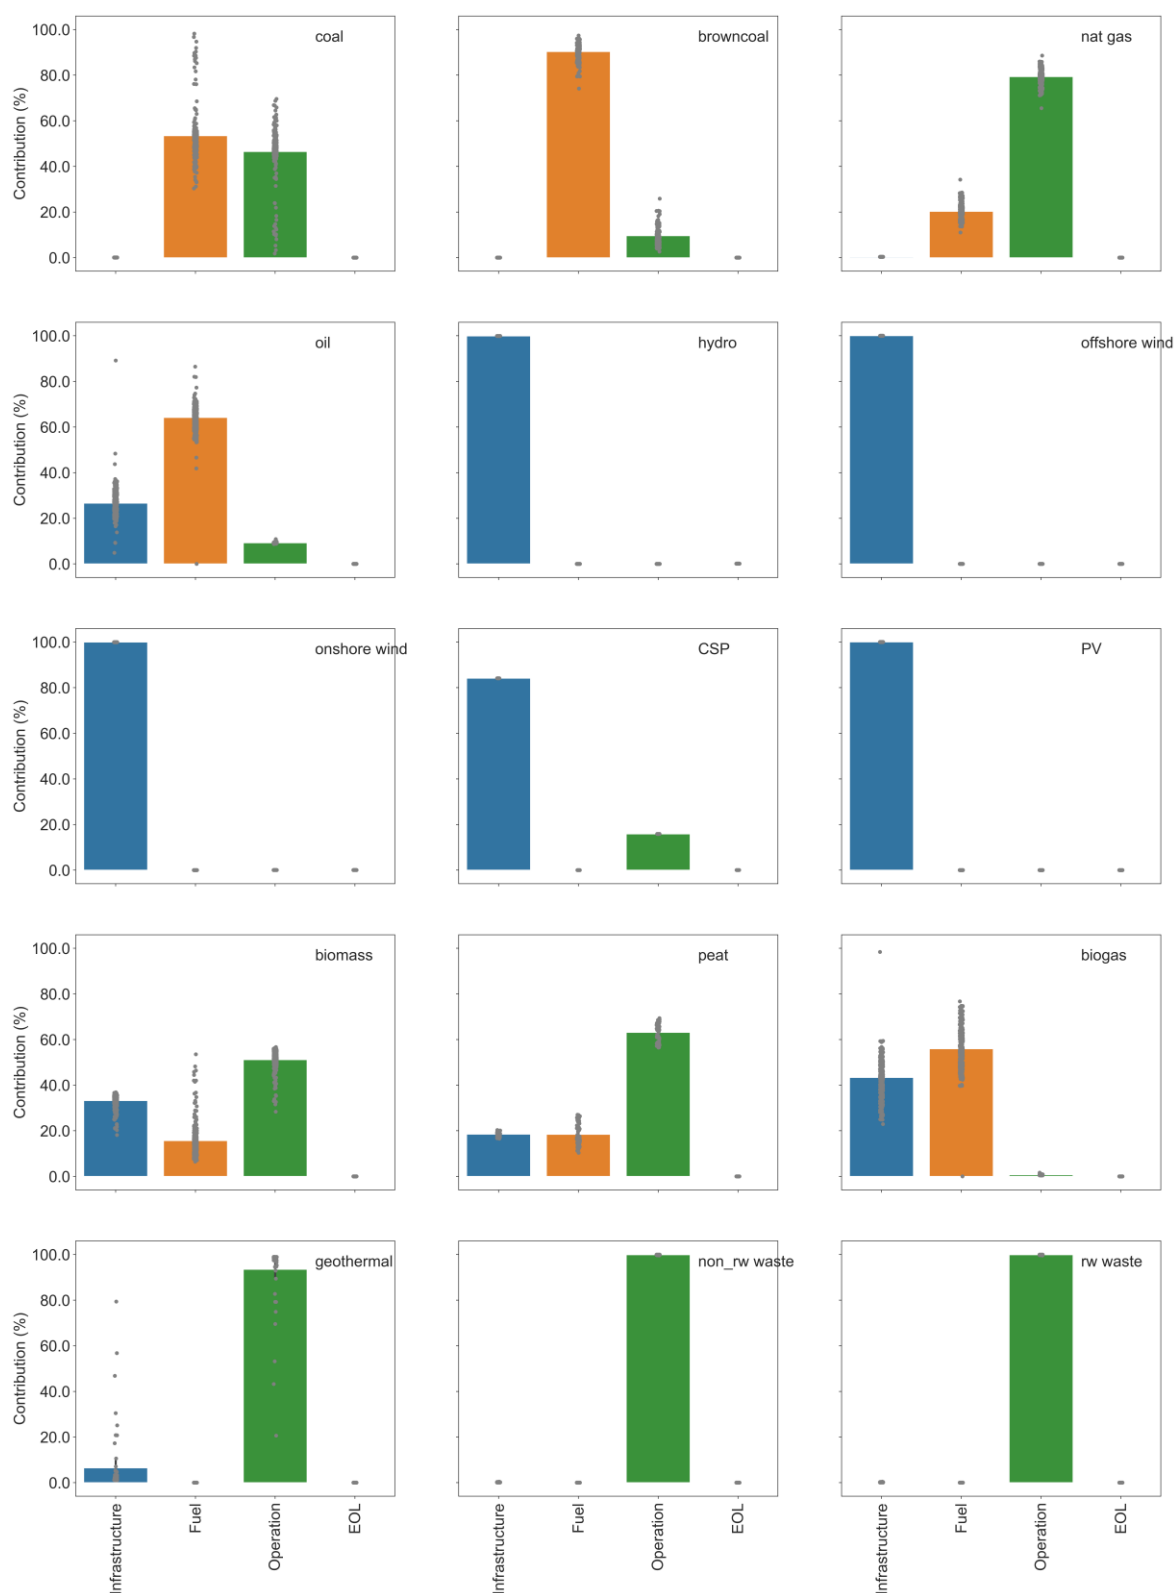 100.0
80.0
60.0
40.0
20.0
0.0
Contribution (%)
coal
browncoal
nat gas
100.0
80.0
60.0
40.0
20.0
0.0
Contribution (%)
oil
hydro
offshore wind
100.0
80.0
60.0
40.0
20.0
0.0
Contribution (%)
onshore wind
CSP
PV
100.0
80.0
60.0
40.0
20.0
0.0
Contribution (%)
biomass
peat
biogas
100.0
80.0
60.0
40.0
20.0
0.0
Contribution (%)
geothermal
non_rw waste
rw waste
Infrastructure
Fuel
Operation
EOL
Infrastructure
Fuel
Operation
EOL
Infrastructure
Fuel
Operation
EOL